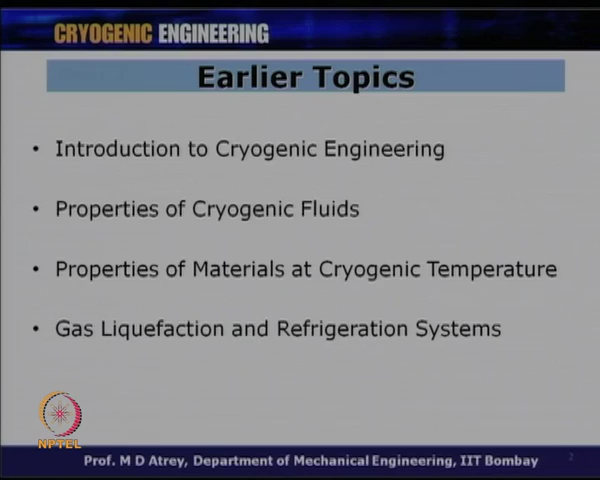 CRYOGENIC ENGINEERING
Earlier Topics
• Introduction to Cryogenic Engineering
• Properties of Cryogenic Fluids
• Properties of Materials at Cryogenic Temperature
• Gas Liquefaction and Refrigeration Systems
NPTEL
Prof. M D Atrey, Department of Mechanical Engineering, IIT Bombay
2